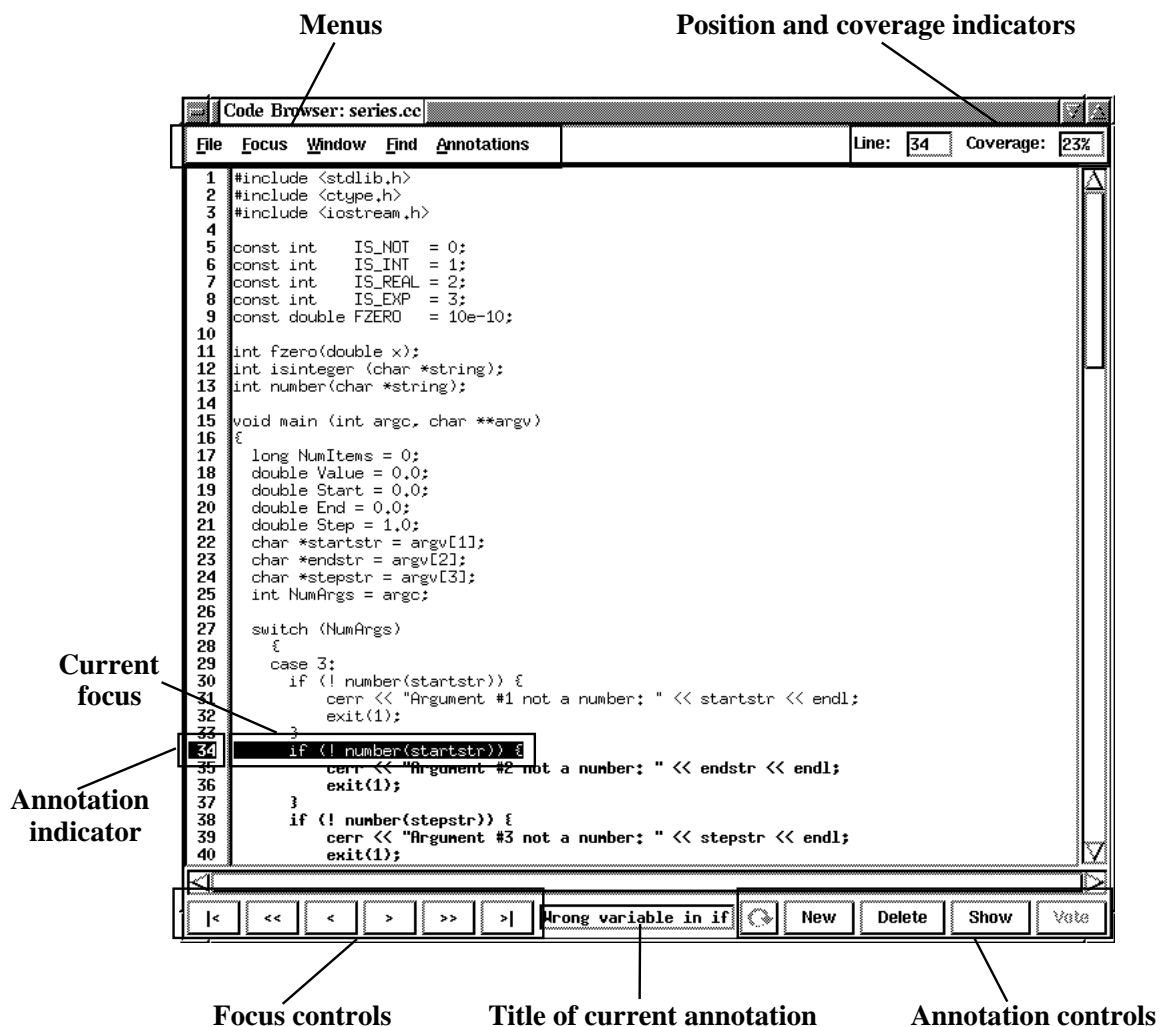 Menus
Position and coverage indicators
Code Browser: series.cc
File Focus Window Find Annotations Line: 34 Coverage: 23%
1 #include <stdlib.h>
2 #include <ctype.h>
3 #include <iostream.h>
4
5 const int    IS_NOT  = 0;
6 const int    IS_INT  = 1;
7 const int    IS_REAL = 2;
8 const int    IS_EXP  = 3;
9 const double FZERO   = 10e-10;
10
11 int fzero(double x);
12 int isinteger (char *string);
13 int number(char *string);
14
15 void main (int argc, char **argv)
16 {
17   long NumItems = 0;
18   double Value = 0.0;
19   double Start = 0.0;
20   double End = 0.0;
21   double Step = 1.0;
22   char *startstr = argv[1];
23   char *endstr = argv[2];
24   char *stepstr = argv[3];
25   int NumArgs = argc;
26
27   switch (NumArgs)
28     {
29     case 3:
30       if (! number(startstr)) {
31           cerr << "Argument #1 not a number: " << startstr << endl;
32           exit(1);
33       }
34       if (! number(startstr)) {
35           cerr << "Argument #2 not a number: " << endstr << endl;
36           exit(1);
37       }
38       if (! number(stepstr)) {
39           cerr << "Argument #3 not a number: " << stepstr << endl;
40           exit(1);
Current
focus
Annotation
indicator
|< << < > >> >| Wrong variable in if New Delete Show Vote
Focus controls
Title of current annotation
Annotation controls